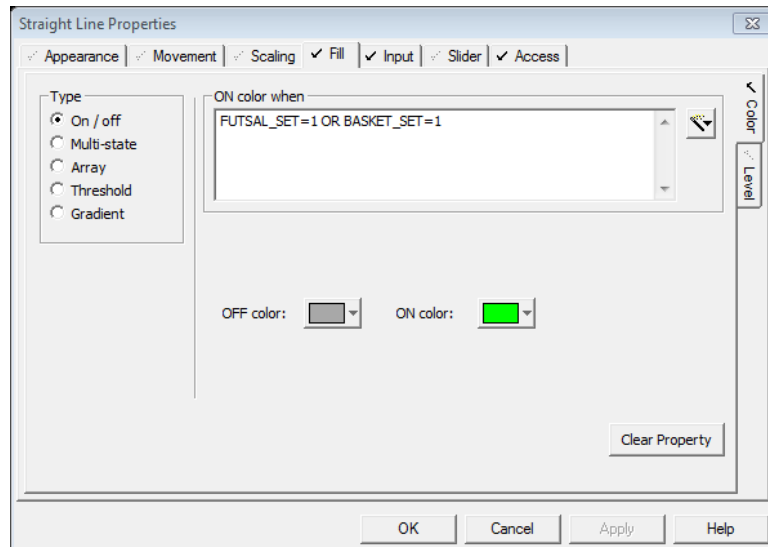 Straight Line Properties
Appearance Movement Scaling Fill Input Slider Access
Type
On / off
Multi-state
Array
Threshold
Gradient
ON color when
FUTSAL_SET=1 OR BASKET_SET=1
OFF color:
ON color:
Clear Property
Color
Level
OK Cancel Apply Help